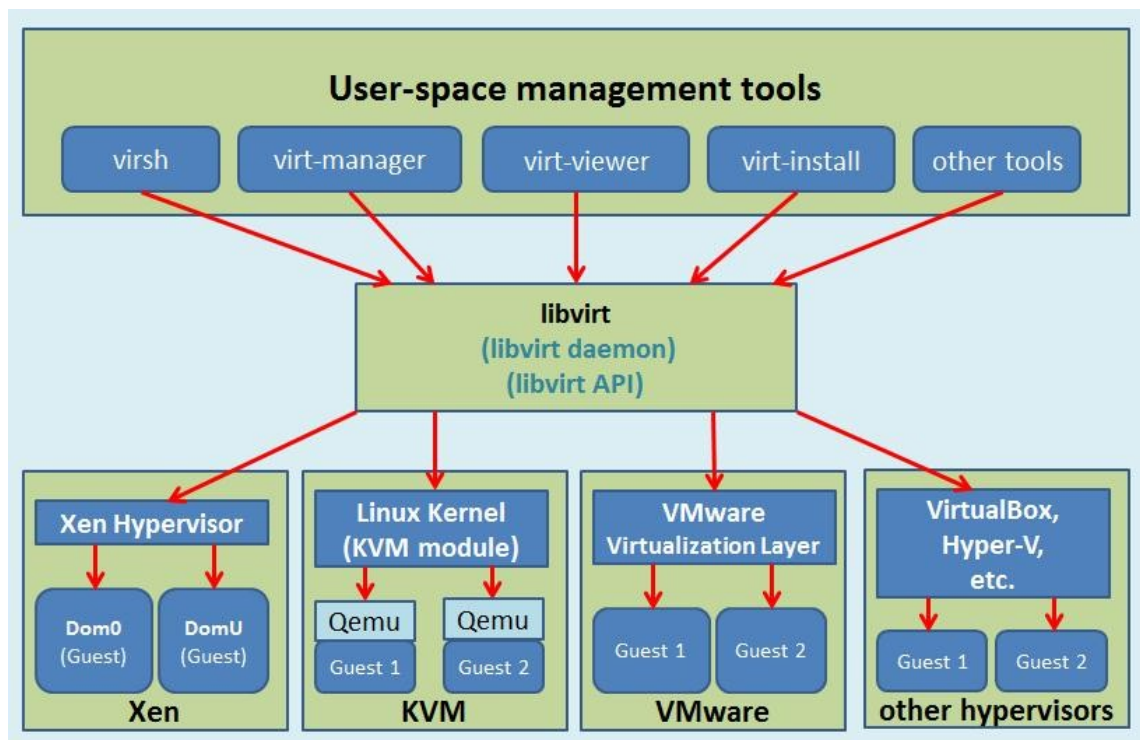 User-space management tools
virsh
virt-manager
virt-viewer
virt-install
other tools
libvirt
(libvirt daemon)
(libvirt API)
Xen Hypervisor
Dom0
(Guest)
DomU
(Guest)
Xen
Linux Kernel
(KVM module)
Qemu
Guest 1
Qemu
Guest 2
KVM
VMware
Virtualization Layer
Guest 1
Guest 2
VMware
VirtualBox,
Hyper-V,
etc.
Guest 1
Guest 2
other hypervisors